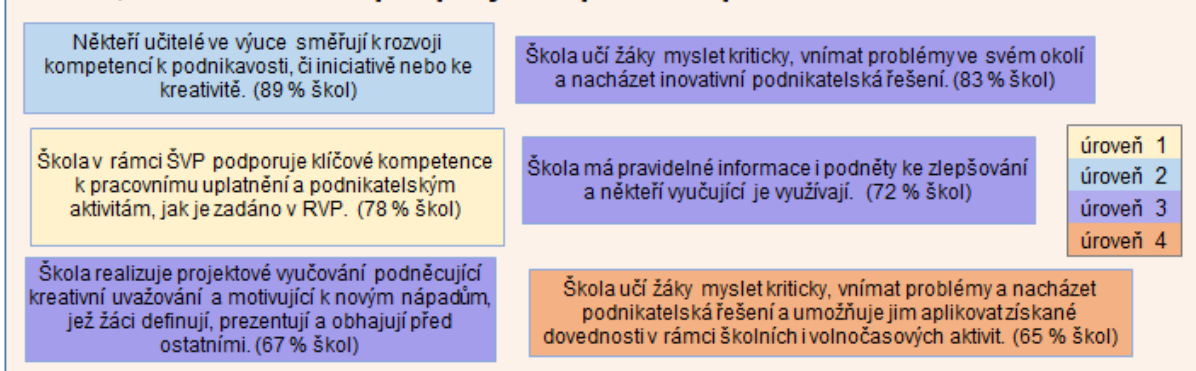 Někteří učitelé ve výuce směřují k rozvoji
kompetencí k podnikavosti, či iniciativě nebo ke
kreativitě. (89 % škol)
Škola učí žáky myslet kriticky, vnímat problémy ve svém okolí
a nacházet inovativní podnikatelská řešení. (83 % škol)
Škola v rámci ŠVP podporuje klíčové kompetence
k pracovnímu uplatnění a podnikatelským
aktivitám, jak je zadáno v RVP. (78 % škol)
Škola má pravidelné informace i podněty ke zlepšování
a někteří vyučující je využívají. (72 % škol)
úroveň 1
úroveň 2
úroveň 3
úroveň 4
Škola realizuje projektové vyučování podněcující
kreativní uvažování a motivující k novým nápadům,
jež žáci definují, prezentují a obhajují před
ostatními. (67 % škol)
Škola učí žáky myslet kriticky, vnímat problémy a nacházet
podnikatelská řešení a umožňuje jim aplikovat získané
dovednosti v rámci školních i volnočasových aktivit. (65 % škol)